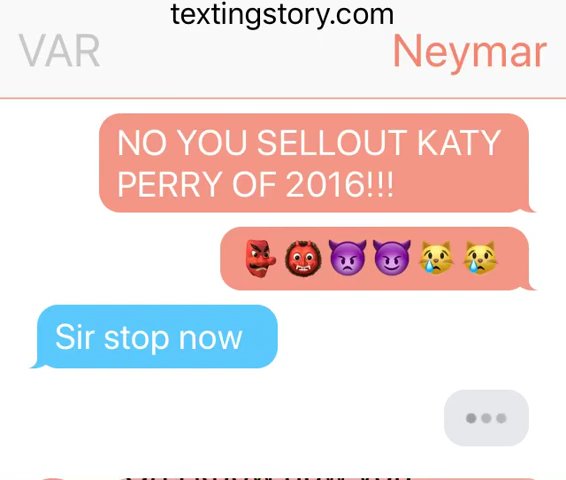 textingstory.com
VAR
Neymar
NO YOU SELLOUT KATY
PERRY OF 2016!!!
👺👹👿😈😿😿
Sir stop now